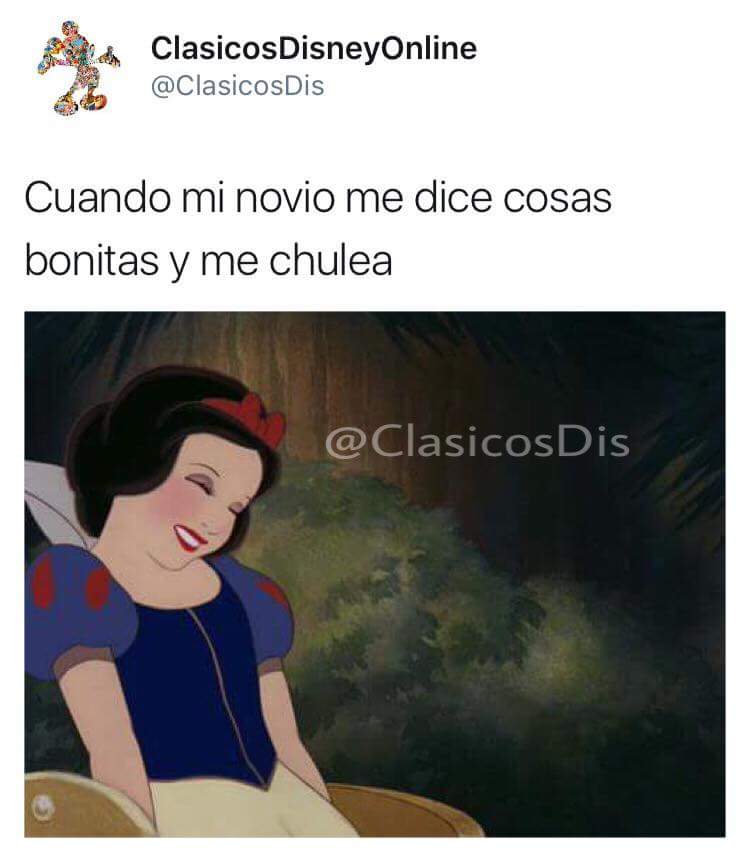 ClasicosDisneyOnline
@ClasicosDis
Cuando mi novio me dice cosas
bonitas y me chulea
@ClasicosDis